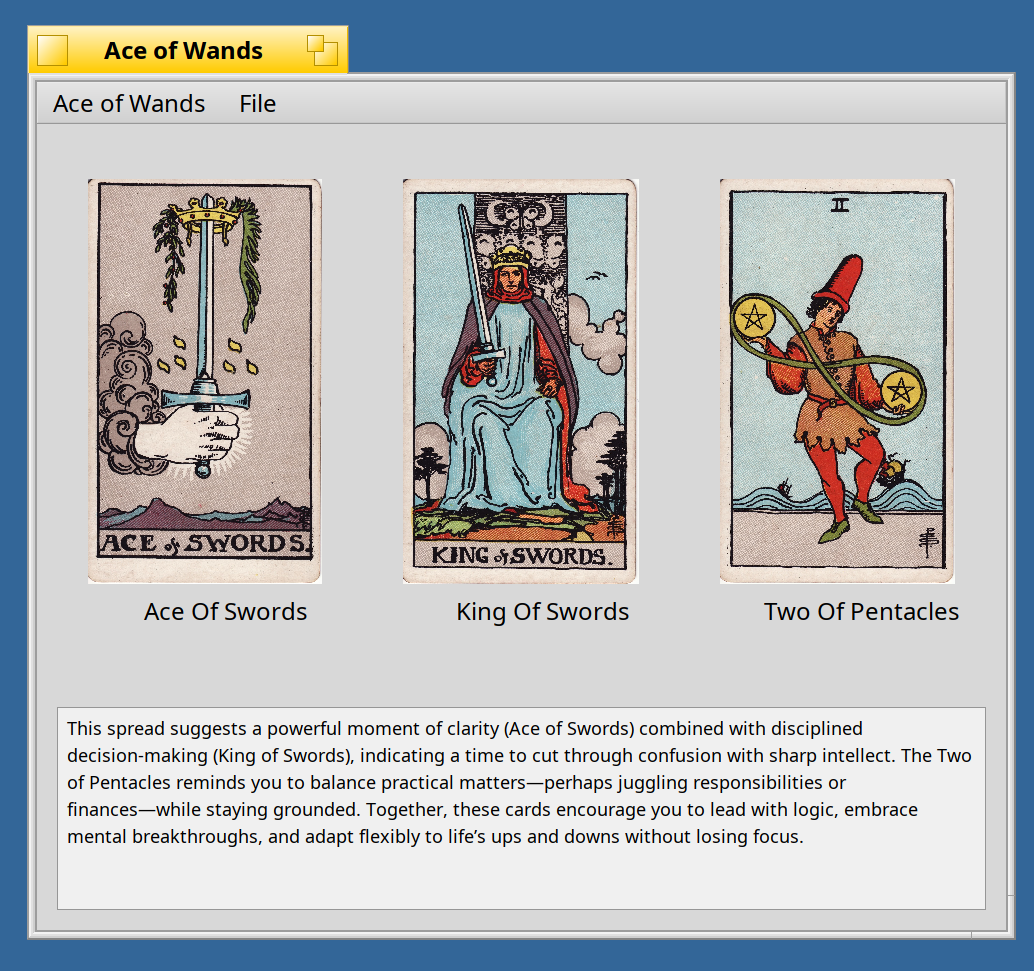 Ace of Wands
Ace of Wands File
II
ACE of SWORDS.
KING of SWORDS.
Ace Of Swords
King Of Swords
Two Of Pentacles
This spread suggests a powerful moment of clarity (Ace of Swords) combined with disciplined
decision-making (King of Swords), indicating a time to cut through confusion with sharp intellect. The Two
of Pentacles reminds you to balance practical matters—perhaps juggling responsibilities or
finances—while staying grounded. Together, these cards encourage you to lead with logic, embrace
mental breakthroughs, and adapt flexibly to life’s ups and downs without losing focus.